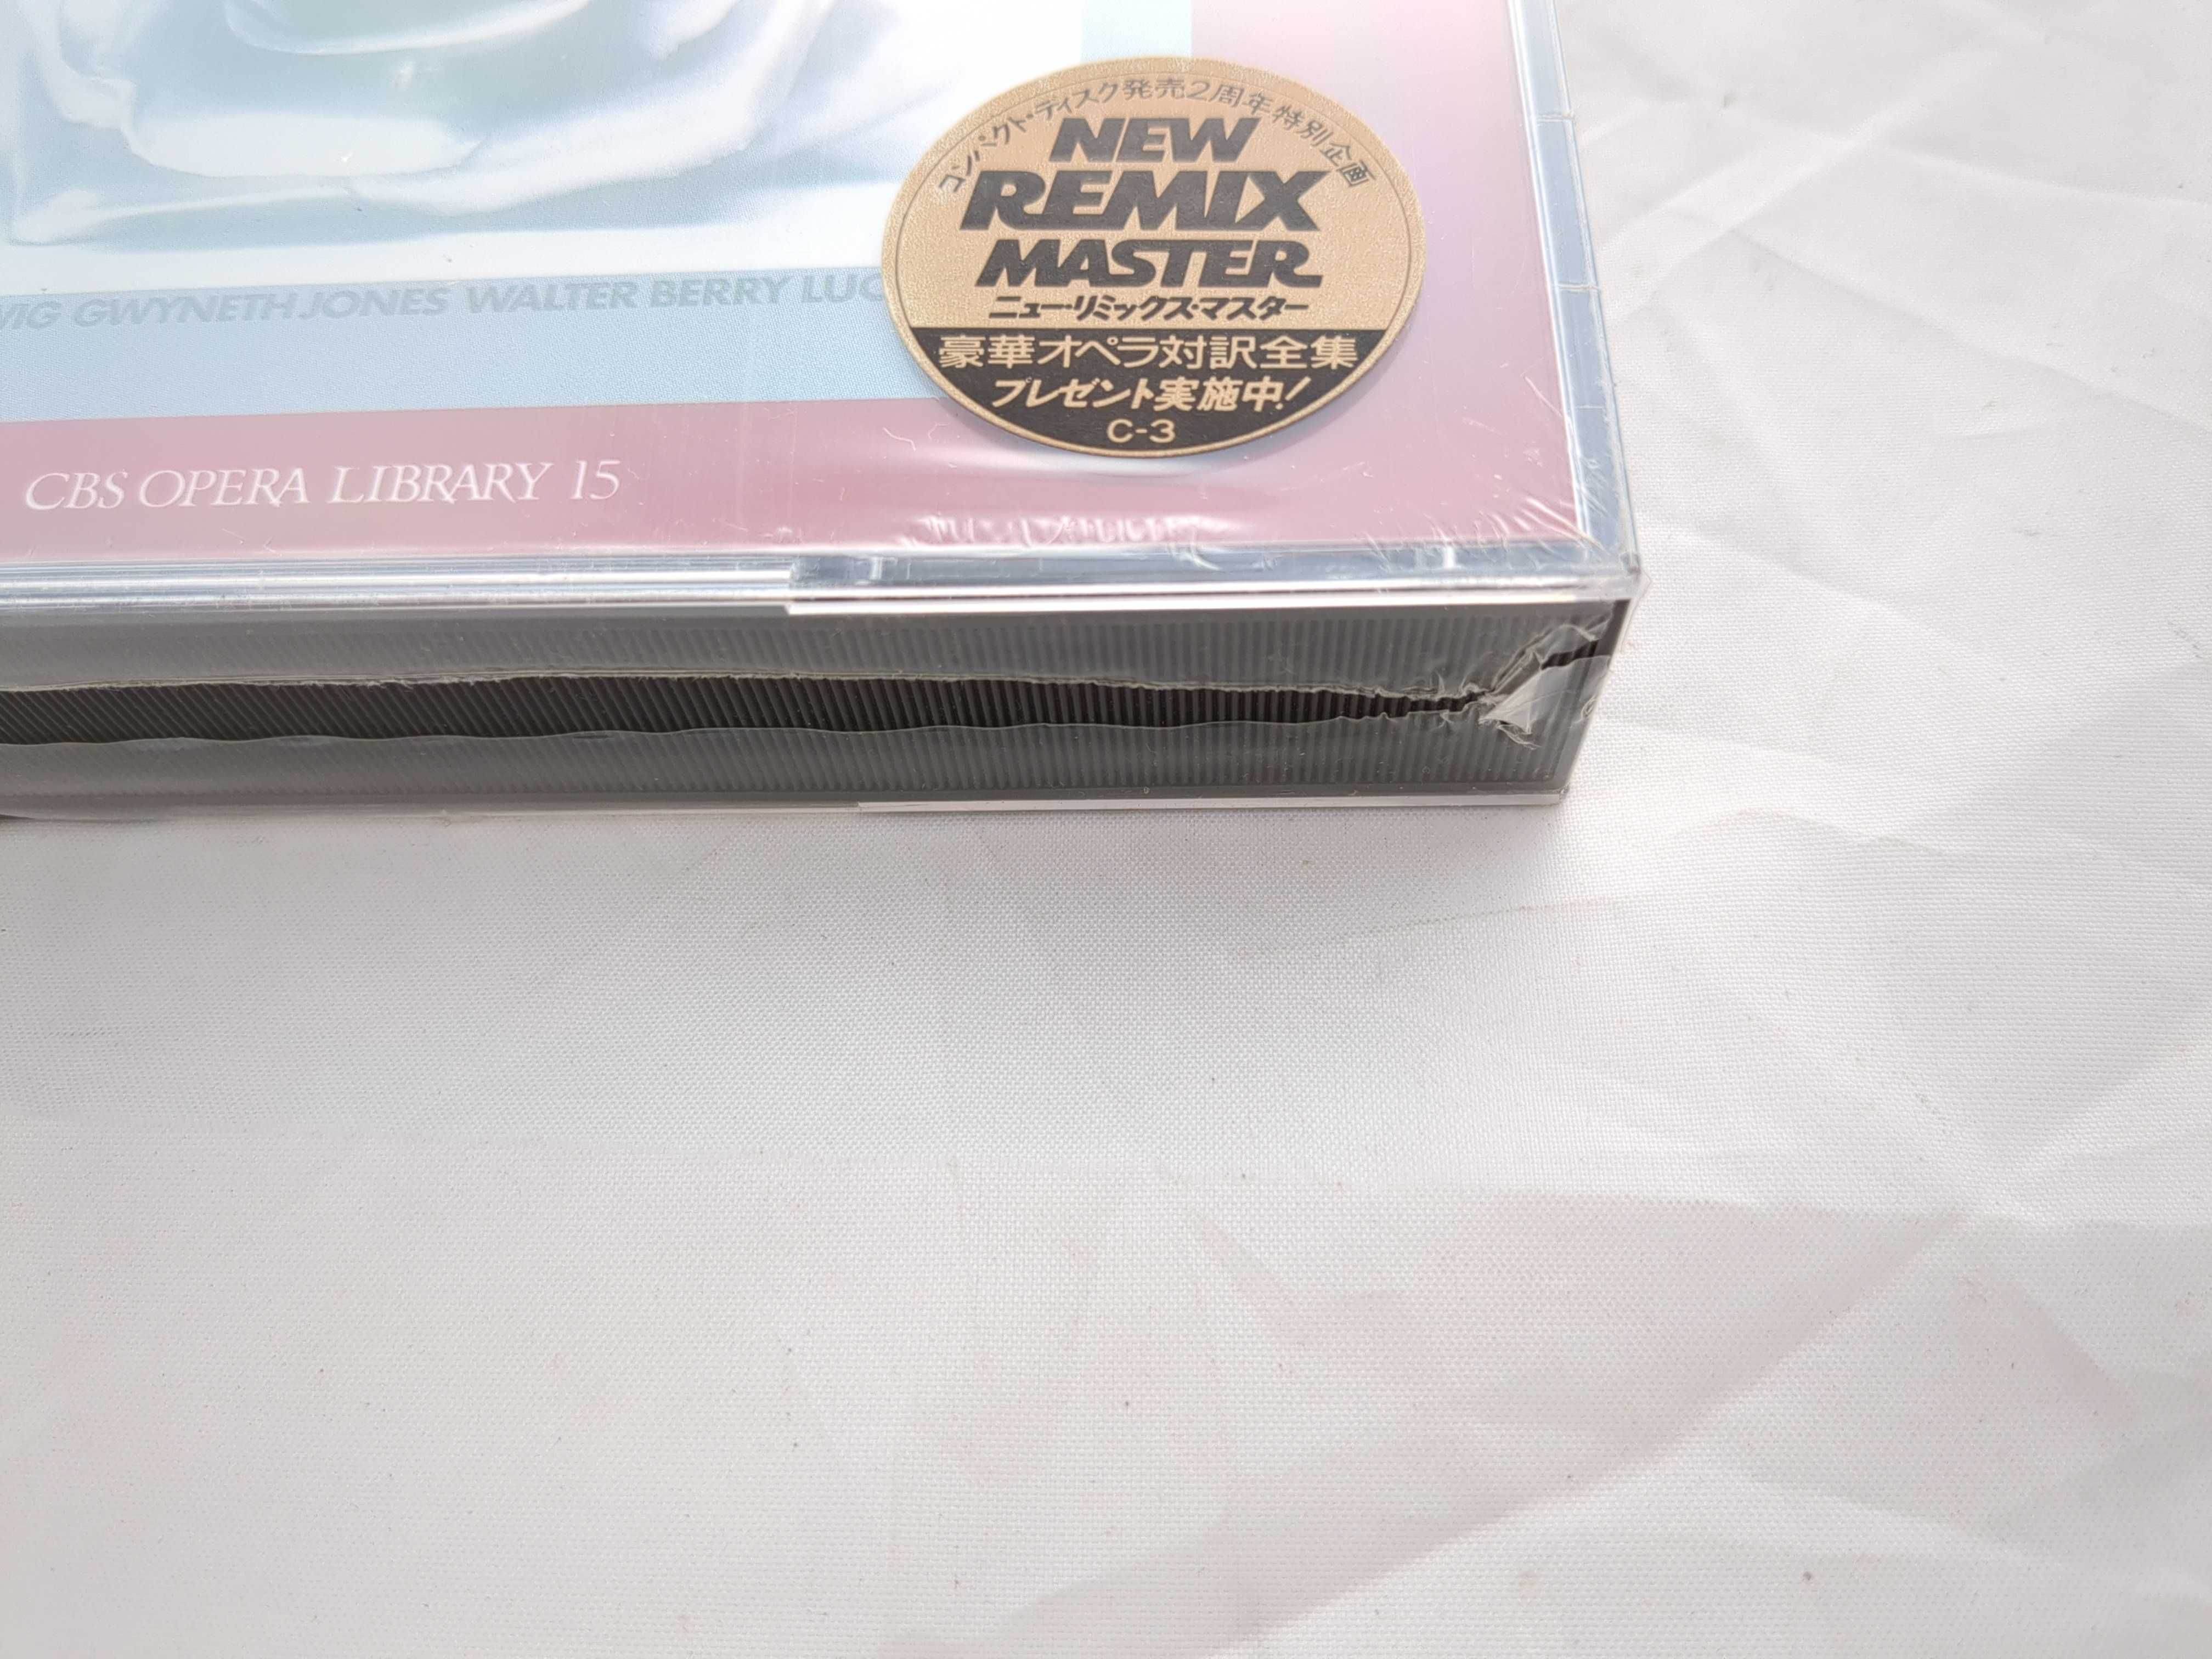 コンパクト・ディスク発売2周年特別企画
NEW
REMIX
MASTER
ニュー・リミックス・マスター
豪華オペラ対訳全集
プレゼント実施中!
C-3
GWYNETH JONES WALTER BERRY
CBS OPERA LIBRARY 15